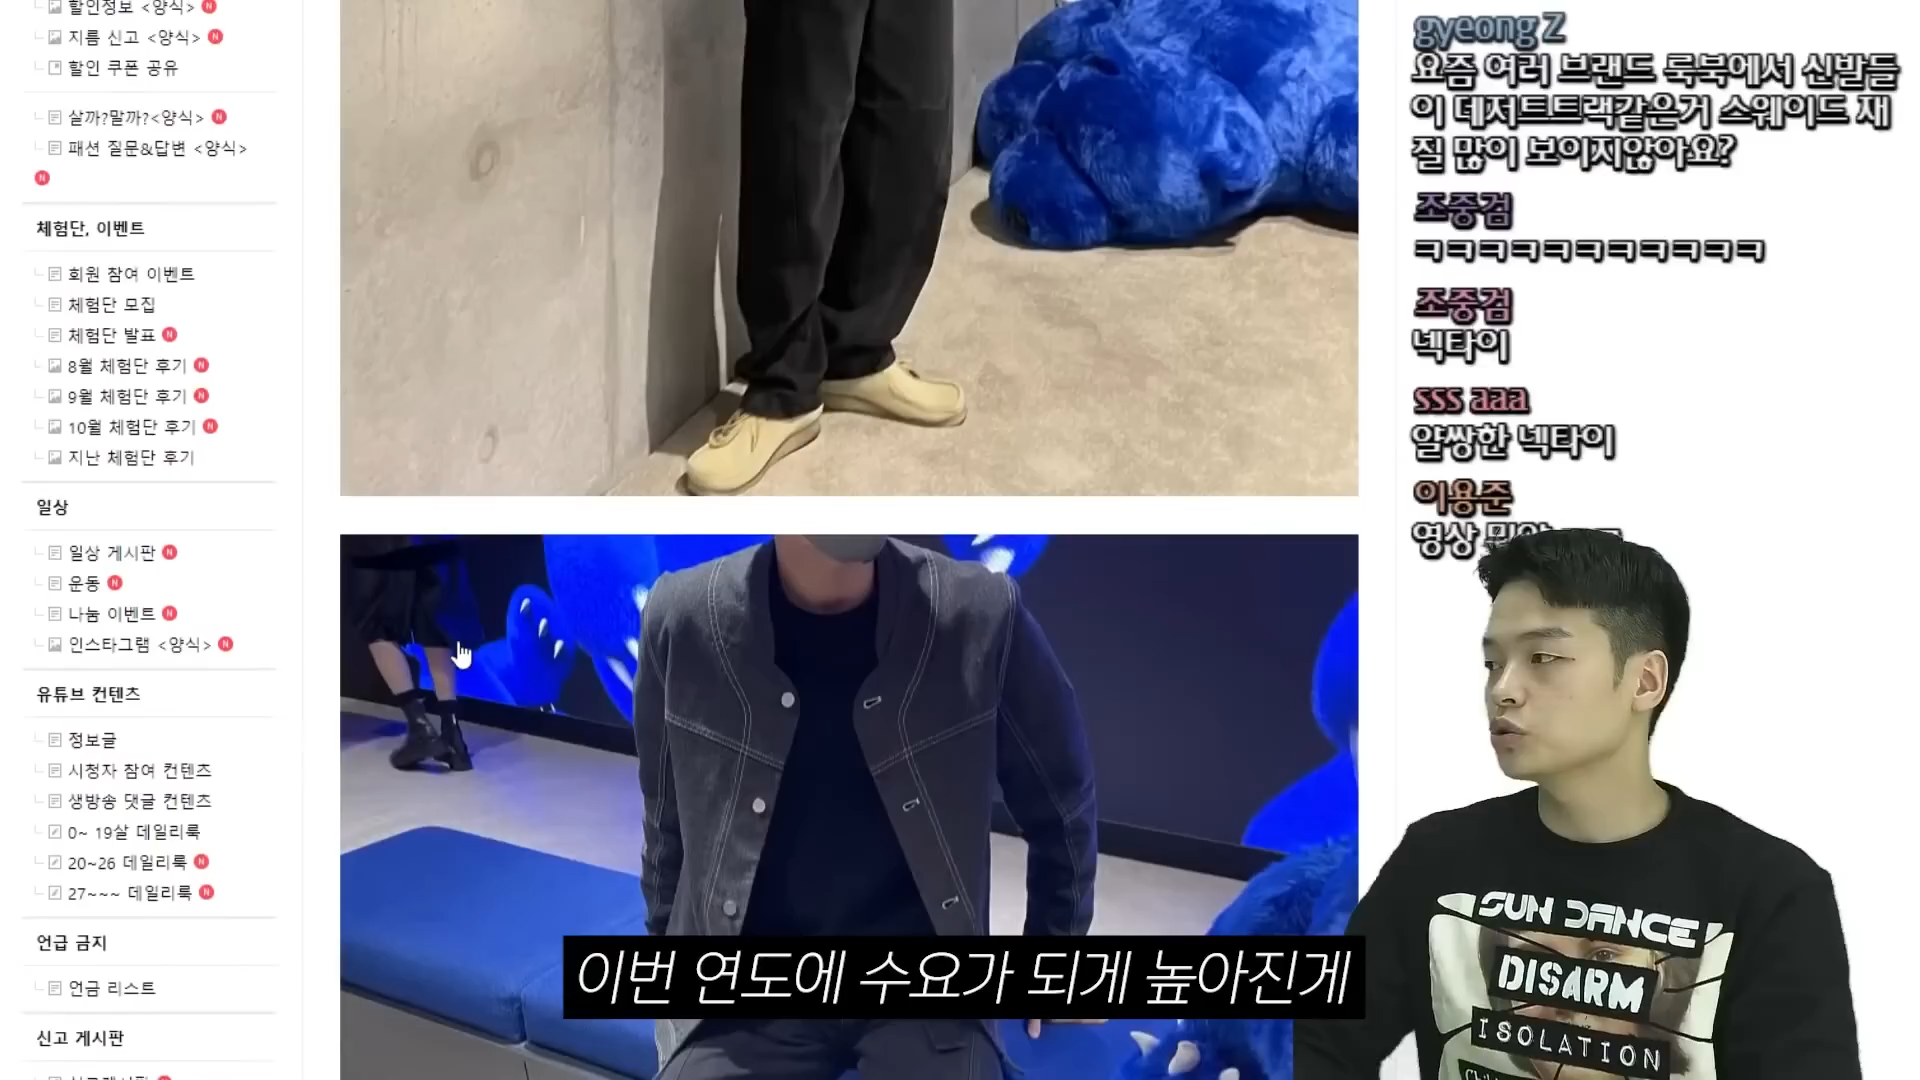 할인정보 <양식> N
지름 신고 <양식> N
할인 쿠폰 공유
살까?말까?<양식> N
패션 질문&답변 <양식>
N
체험단, 이벤트
회원 참여 이벤트
체험단 모집
체험단 발표 N
8월 체험단 후기 N
9월 체험단 후기 N
10월 체험단 후기 N
지난 체험단 후기
일상
일상 게시판 N
운동 N
나눔 이벤트 N
인스타그램 <양식> N
유튜브 컨텐츠
정보글
시청자 참여 컨텐츠
생방송 댓글 컨텐츠
0~ 19살 데일리룩
20~26 데일리룩 N
27~~~ 데일리룩 N
언급 금지
언금 리스트
신고 게시판
gyeong Z
요즘 여러 브랜드 룩북에서 신발들
이 데저트트랙같은거 스웨이드 재
질 많이 보이지않아요?
조중검
ㅋㅋㅋㅋㅋㅋㅋㅋㅋㅋㅋ
조중검
넥타이
sss aaa
얄쌍한 넥타이
이용준
영상
SUN DANCE
DISARM
ISOLATION
이번 연도에 수요가 되게 높아진게